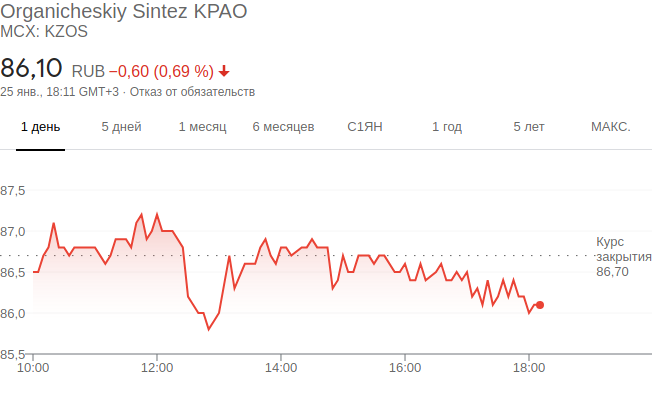 Organicheskiy Sintez KPAO
MCX: KZOS
86,10 RUB −0,60 (0,69 %)
25 янв., 18:11 GMT+3 · Отказ от обязательств
1 день 5 дней 1 месяц 6 месяцев С1ЯН 1 год 5 лет МАКС.
87,5
87,0
86,5
86,0
85,5
Курс
закрытия
86,70
10:00 12:00 14:00 16:00 18:00